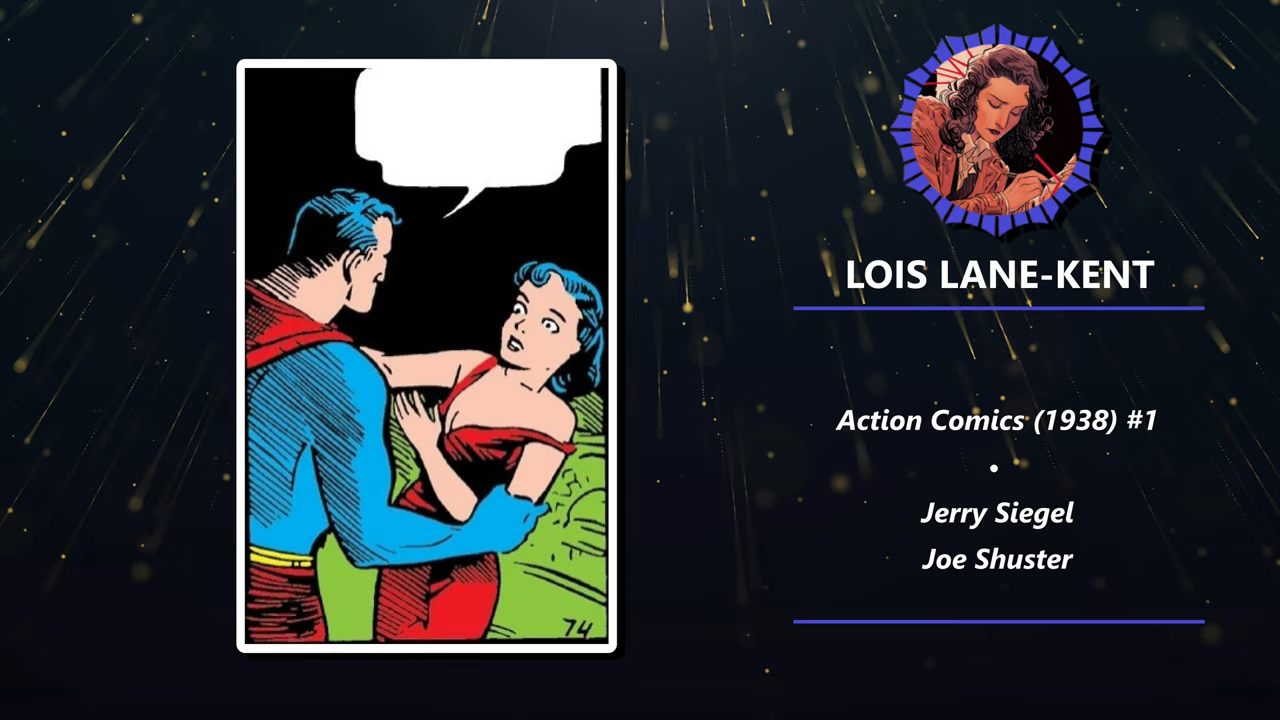 74
LOIS LANE-KENT
Action Comics (1938) #1
•
Jerry Siegel
Joe Shuster